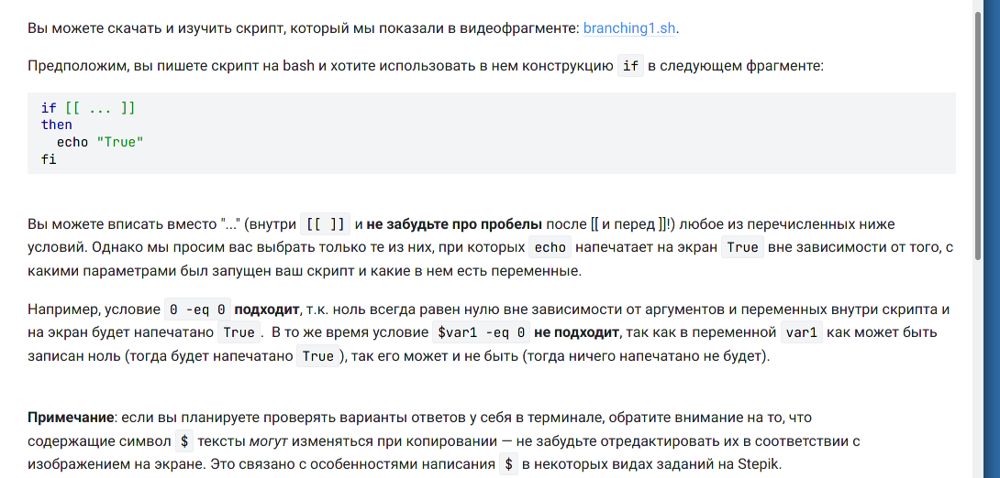 Вы можете скачать и изучить скрипт, который мы показали в видеофрагменте: branching1.sh.
Предположим, вы пишете скрипт на bash и хотите использовать в нем конструкцию if в следующем фрагменте:
if [[ ... ]]
then
  echo "True"
fi
Вы можете вписать вместо "..." (внутри [[ ]] и не забудьте про пробелы после [[ и перед ]]!) любое из перечисленных ниже
условий. Однако мы просим вас выбрать только те из них, при которых echo напечатает на экран True вне зависимости от того, с
какими параметрами был запущен ваш скрипт и какие в нем есть переменные.
Например, условие 0 -eq 0 подходит, т.к. ноль всегда равен нулю вне зависимости от аргументов и переменных внутри скрипта и
на экран будет напечатано True . В то же время условие $var1 -eq 0 не подходит, так как в переменной var1 как может быть
записан ноль (тогда будет напечатано True ), так его может и не быть (тогда ничего напечатано не будет).
Примечание: если вы планируете проверять варианты ответов у себя в терминале, обратите внимание на то, что
содержащие символ $ тексты могут изменяться при копировании — не забудьте отредактировать их в соответствии с
изображением на экране. Это связано с особенностями написания $ в некоторых видах заданий на Stepik.